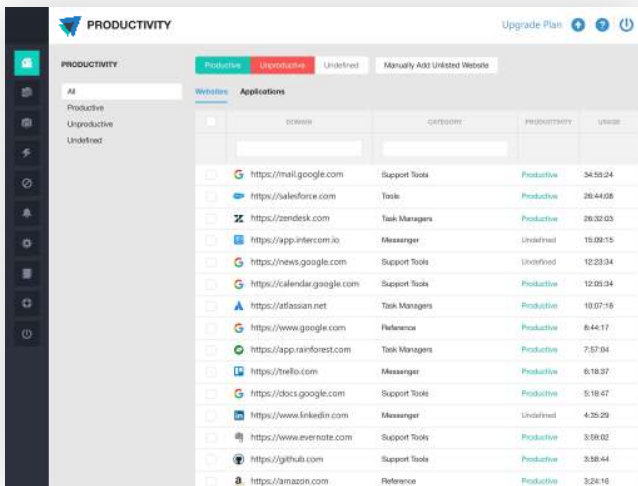 PRODUCTIVITY
Upgrade Plan
PRODUCTIVITY
All
Productive
Unproductive
Undefined
Productive Unproductive Undefined Manually Add Unlisted Website
Websites Applications
DOMAIN CATEGORY PRODUCTIVITY USAGE
https://mail.google.com Support Tools Productive 34:55:24
https://salesforce.com Tools Productive 26:44:08
https://zendesk.com Task Managers Productive 26:32:03
https://app.intercom.io Messenger Undefined 15:09:15
https://news.google.com Support Tools Undefined 12:23:34
https://calendar.google.com Support Tools Productive 12:05:34
https://atlassian.net Task Managers Productive 10:07:16
https://www.google.com Reference Productive 8:44:17
https://app.rainforest.com Task Managers Productive 7:57:04
https://trello.com Messenger Productive 6:18:37
https://docs.google.com Support Tools Productive 5:18:47
https://www.linkedin.com Messenger Undefined 4:35:29
https://www.evernote.com Support Tools Productive 3:59:02
https://github.com Support Tools Productive 3:58:44
https://amazon.com Reference Productive 3:24:16